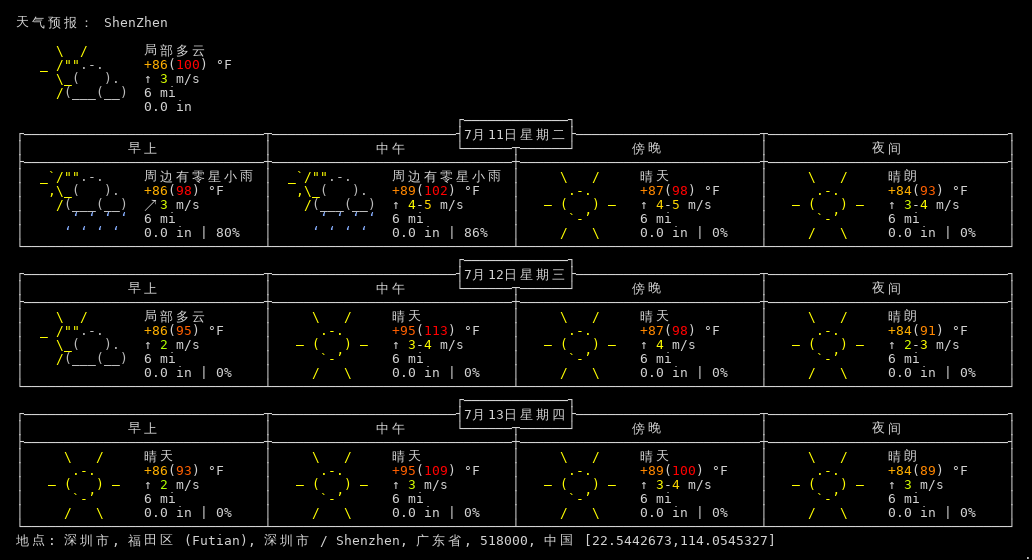 天气预报： ShenZhen
局部多云
+86(100) °F
↑ 3 m/s
6 mi
0.0 in
7月11日星期二
早上 中午 傍晚 夜间
周边有零星小雨 周边有零星小雨 晴天 晴朗
+86(98) °F +89(102) °F +87(98) °F +84(93) °F
↗3 m/s ↑ 4-5 m/s ↑ 4-5 m/s ↑ 3-4 m/s
6 mi 6 mi 6 mi 6 mi
0.0 in | 80% 0.0 in | 86% 0.0 in | 0% 0.0 in | 0%
7月12日星期三
早上 中午 傍晚 夜间
局部多云 晴天 晴天 晴朗
+86(95) °F +95(113) °F +87(98) °F +84(91) °F
↑ 2 m/s ↑ 3-4 m/s ↑ 4 m/s ↑ 2-3 m/s
6 mi 6 mi 6 mi 6 mi
0.0 in | 0% 0.0 in | 0% 0.0 in | 0% 0.0 in | 0%
7月13日星期四
早上 中午 傍晚 夜间
晴天 晴天 晴天 晴朗
+86(93) °F +95(109) °F +89(100) °F +84(89) °F
↑ 2 m/s ↑ 3 m/s ↑ 3-4 m/s ↑ 3 m/s
6 mi 6 mi 6 mi 6 mi
0.0 in | 0% 0.0 in | 0% 0.0 in | 0% 0.0 in | 0%
地点: 深圳市, 福田区 (Futian), 深圳市 / Shenzhen, 广东省, 518000, 中国 [22.5442673,114.0545327]